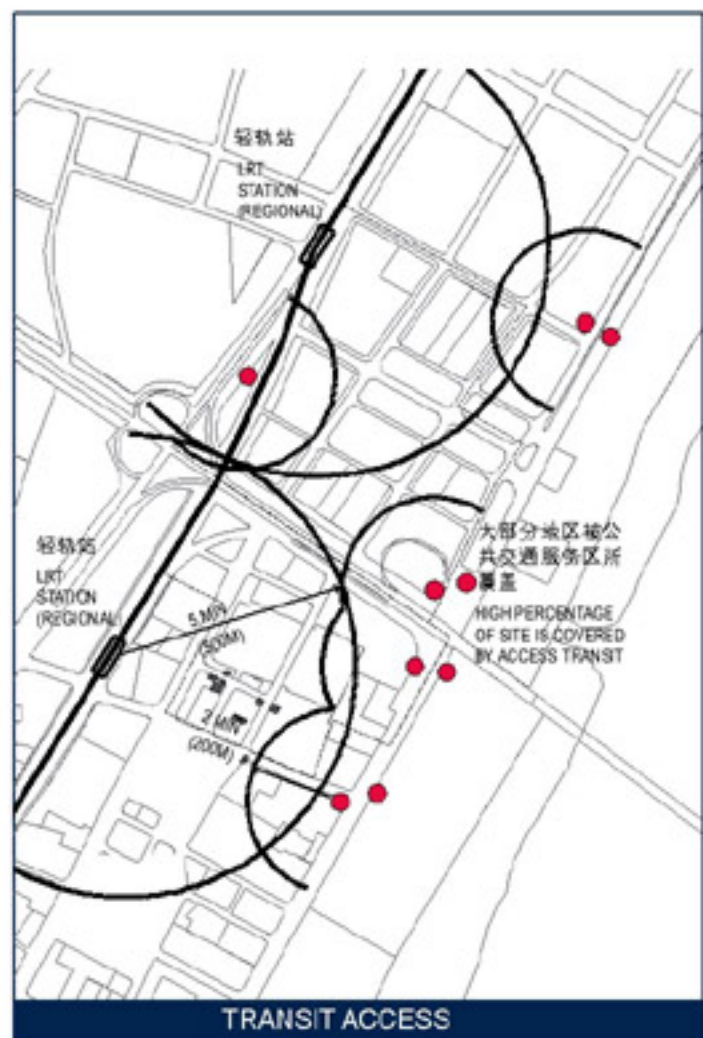 轻轨站
LRT
STATION
(REGIONAL)
轻轨站
LRT
STATION
(REGIONAL)
5 MIN
(500M)
大部分地区被公
共交通服务区所
覆盖
HIGH PERCENTAGE
OF SITE IS COVERED
BY ACCESS TRANSIT
2 MIN
(200M)
TRANSIT ACCESS